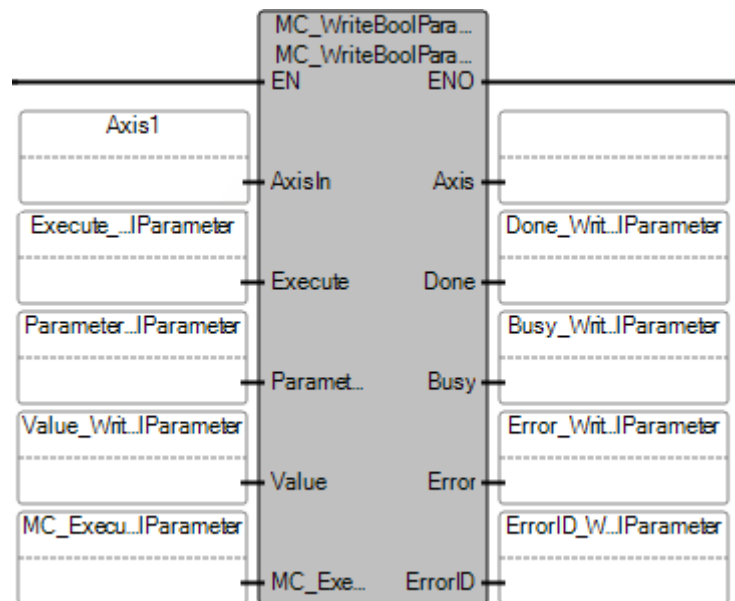 MC_WriteBoolPara...
MC_WriteBoolPara...
EN ENO
Axis1
AxisIn Axis
Execute_...lParameter Done_Writ..lParameter
Execute Done
Parameter...lParameter Busy_Writ..lParameter
Paramet... Busy
Value_Writ..lParameter Error_Writ..lParameter
Value Error
MC_Execu...lParameter ErrorID_W...lParameter
MC_Exe... ErrorID